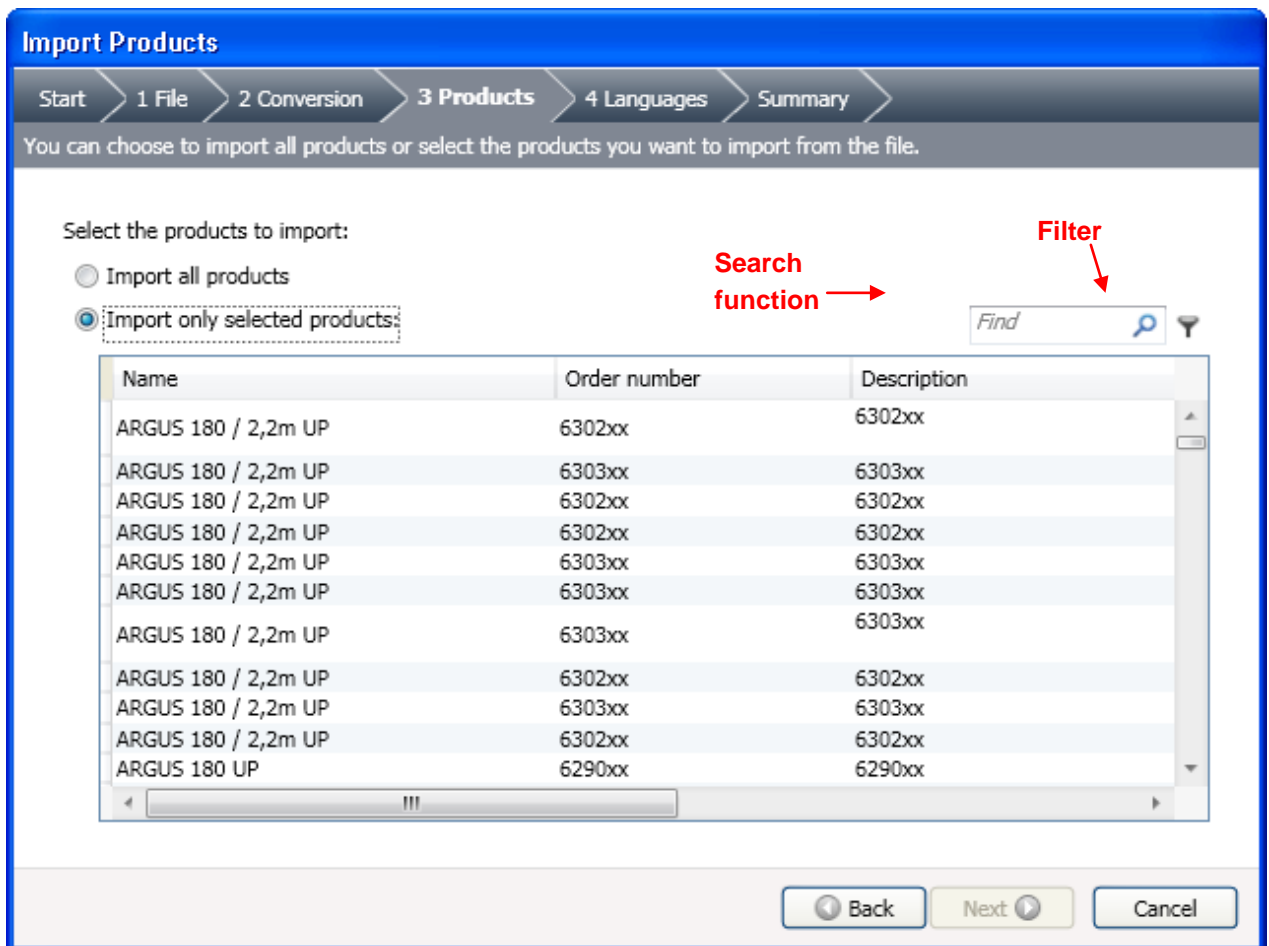 Import Products
Start 1 File 2 Conversion 3 Products 4 Languages Summary
You can choose to import all products or select the products you want to import from the file.
Select the products to import:
Filter
Search
function
Import all products
Import only selected products:
Find
Name Order number Description
ARGUS 180 / 2,2m UP 6302xx 6302xx
ARGUS 180 / 2,2m UP 6303xx 6303xx
ARGUS 180 / 2,2m UP 6302xx 6302xx
ARGUS 180 / 2,2m UP 6302xx 6302xx
ARGUS 180 / 2,2m UP 6303xx 6303xx
ARGUS 180 / 2,2m UP 6303xx 6303xx
ARGUS 180 / 2,2m UP 6303xx 6303xx
ARGUS 180 / 2,2m UP 6302xx 6302xx
ARGUS 180 / 2,2m UP 6303xx 6303xx
ARGUS 180 / 2,2m UP 6302xx 6302xx
ARGUS 180 UP 6290xx 6290xx
Back Next Cancel